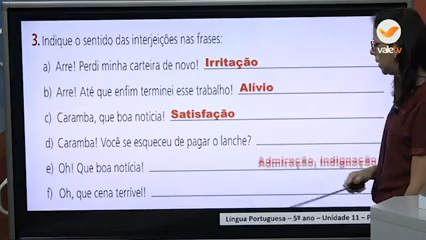 valetv
3. Indique o sentido das interjeições nas frases:
a) Arre! Perdi minha carteira de novo! Irritação
b) Arre! Até que enfim terminei esse trabalho! Alívio
c) Caramba, que boa notícia! Satisfação
d) Caramba! Você se esqueceu de pagar o lanche?
Admiração, indignação
e) Oh! Que boa notícia!
f) Oh, que cena terrível!
Língua Portuguesa – 5º ano – Unidade 11 – P